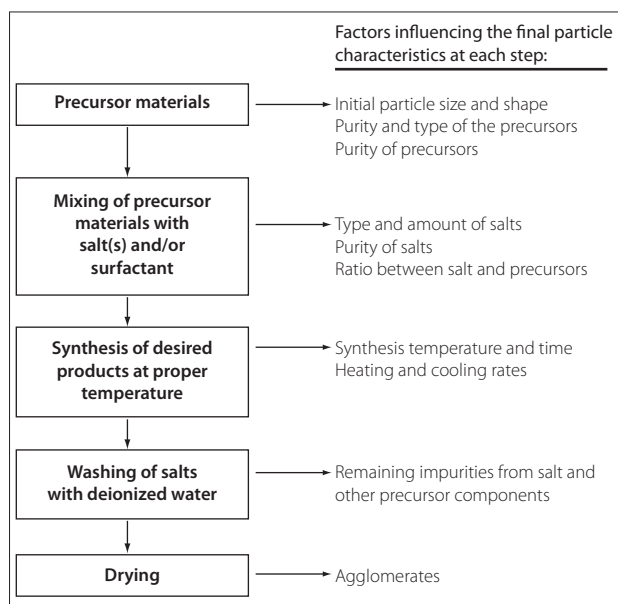 Factors influencing the final particle
characteristics at each step:
Precursor materials
Initial particle size and shape
Purity and type of the precursors
Purity of precursors
Mixing of precursor
materials with
salt(s) and/or
surfactant
Type and amount of salts
Purity of salts
Ratio between salt and precursors
Synthesis of desired
products at proper
temperature
Synthesis temperature and time
Heating and cooling rates
Washing of salts
with deionized water
Remaining impurities from salt and
other precursor components
Drying
Agglomerates